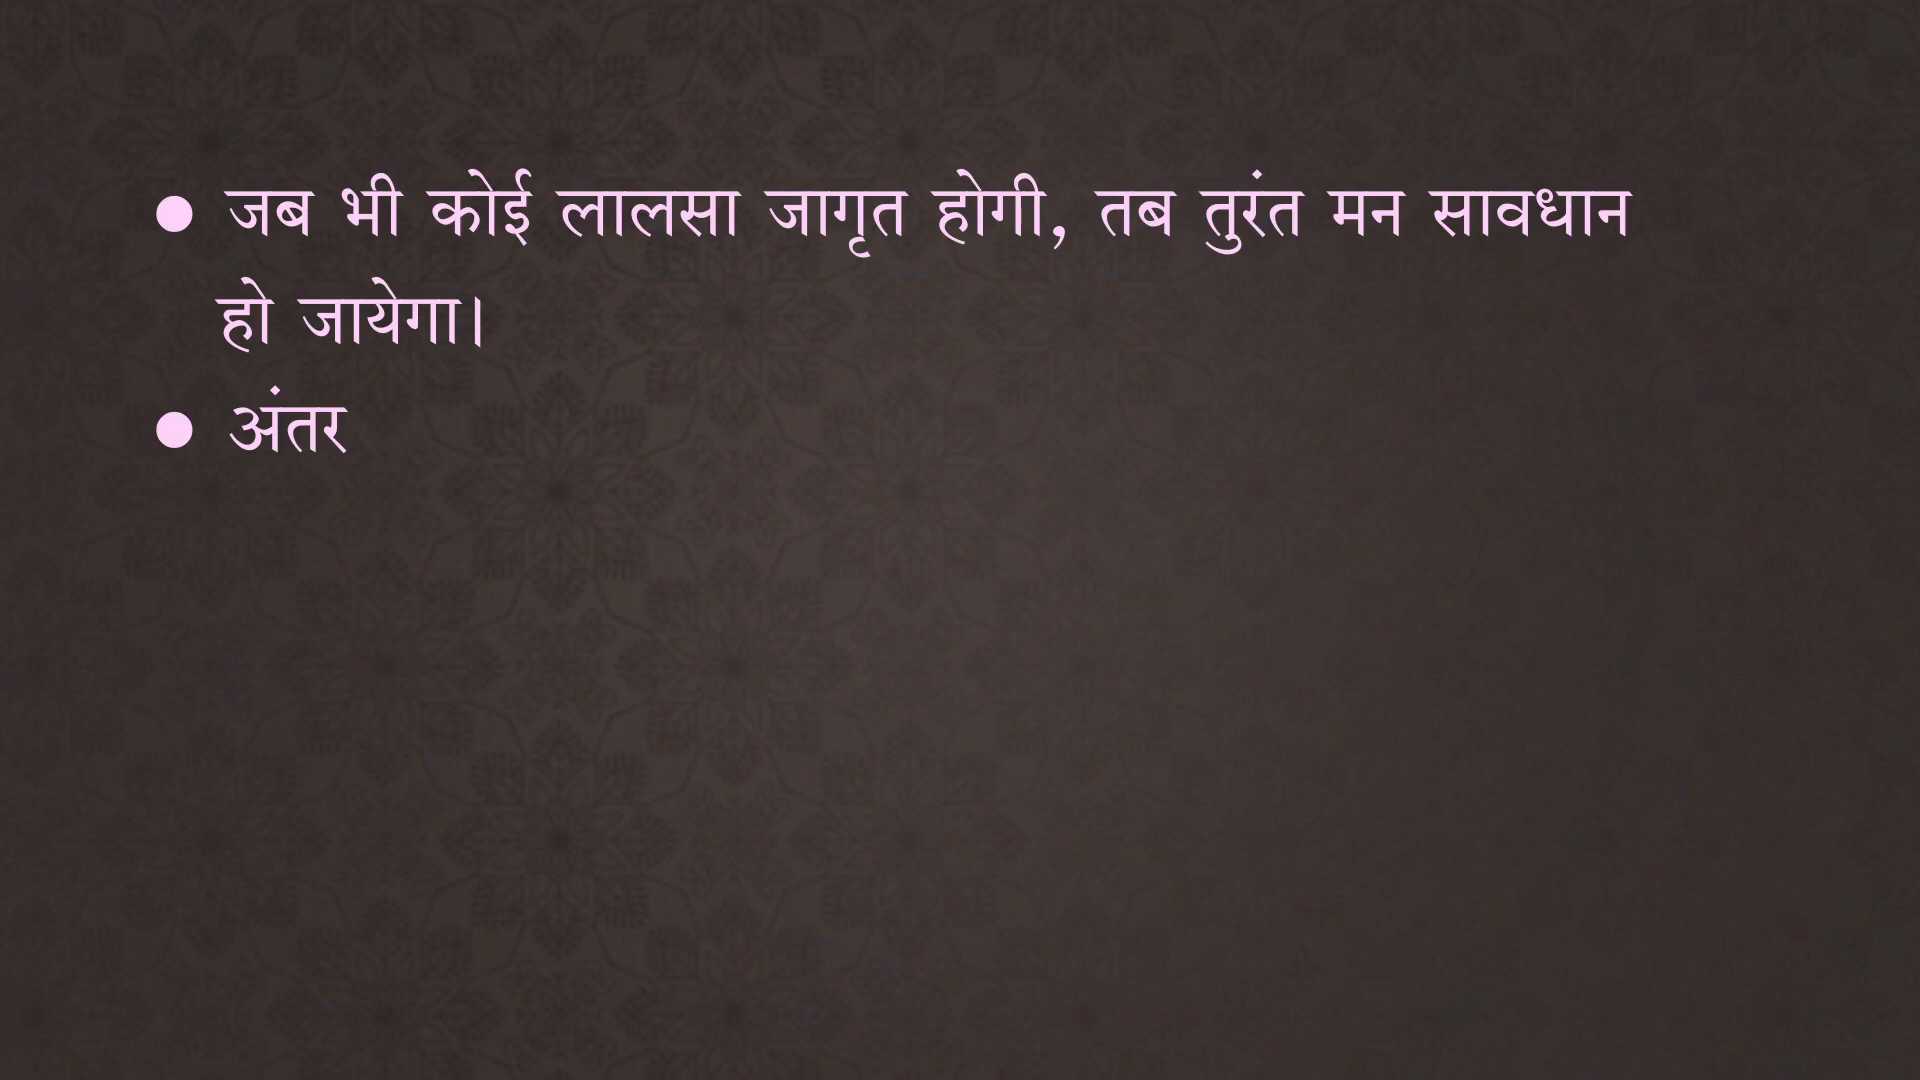 • जब भी कोई लालसा जागृत होगी, तब तुरंत मन सावधान
हो जायेगा।
• अंतर